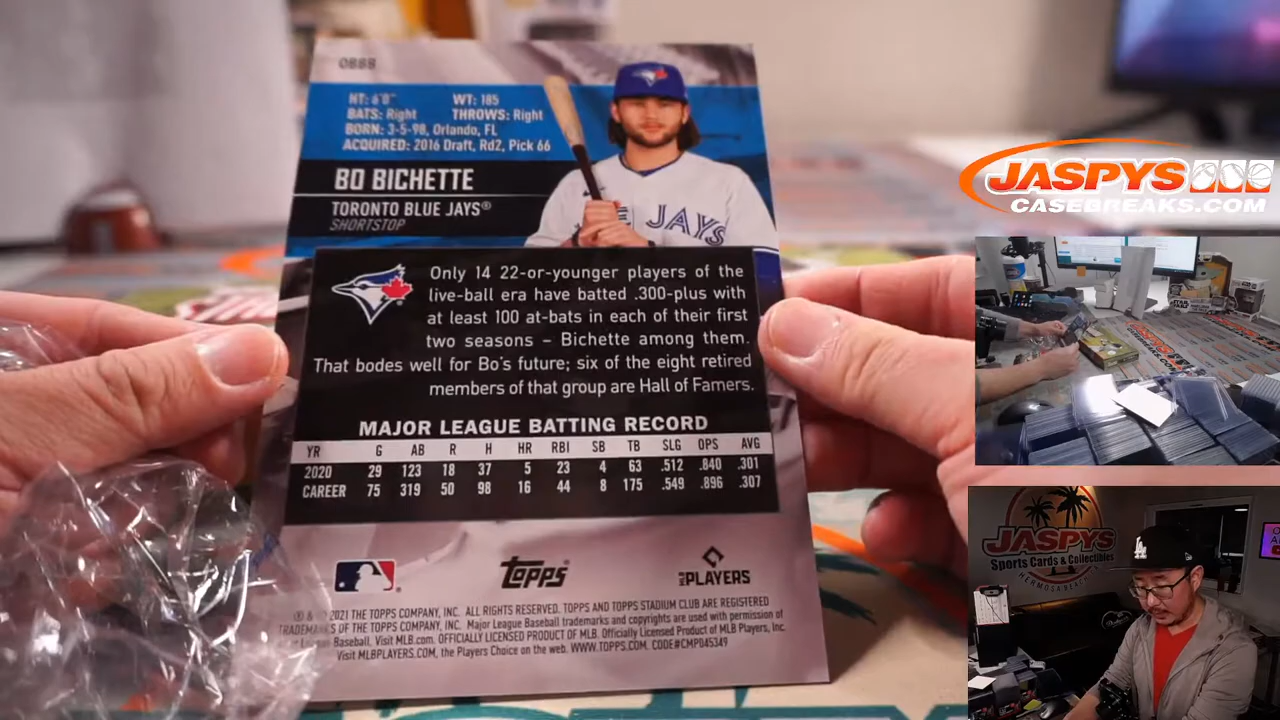 OBBB
HT: 6'0" WT: 185
BATS: Right THROWS: Right
BORN: 3-5-98, Orlando, FL
ACQUIRED: 2016 Draft, Rd2, Pick 66
BO BICHETTE
TORONTO BLUE JAYS®
SHORTSTOP
JAYS
Only 14 22-or-younger players of the
live-ball era have batted .300-plus with
at least 100 at-bats in each of their first
two seasons – Bichette among them.
That bodes well for Bo's future; six of the eight retired
members of that group are Hall of Famers.
MAJOR LEAGUE BATTING RECORD
YR G AB R H HR RBI SB TB SLG OPS AVG
2020 29 123 18 37 5 23 4 63 .512 .840 .301
CAREER 75 319 50 98 16 44 8 175 .549 .896 .307
Topps
MLB PLAYERS
® & © 2021 THE TOPPS COMPANY, INC. ALL RIGHTS RESERVED. TOPPS AND TOPPS STADIUM CLUB ARE REGISTERED
TRADEMARKS OF THE TOPPS COMPANY, INC. Major League Baseball trademarks and copyrights are used with permission of
Baseball. Visit MLB.com. OFFICIALLY LICENSED PRODUCT OF MLB. Officially Licensed Product of MLB Players, Inc.
Visit MLBPLAYERS.COM, the Players Choice on the web. WWW.TOPPS.COM. CODE#CMP045349
JASPYS
CASEBREAKS.COM
STAR WARS
JASPYS
Sports Cards & Collectibles
HERMOSA BEACH
LA